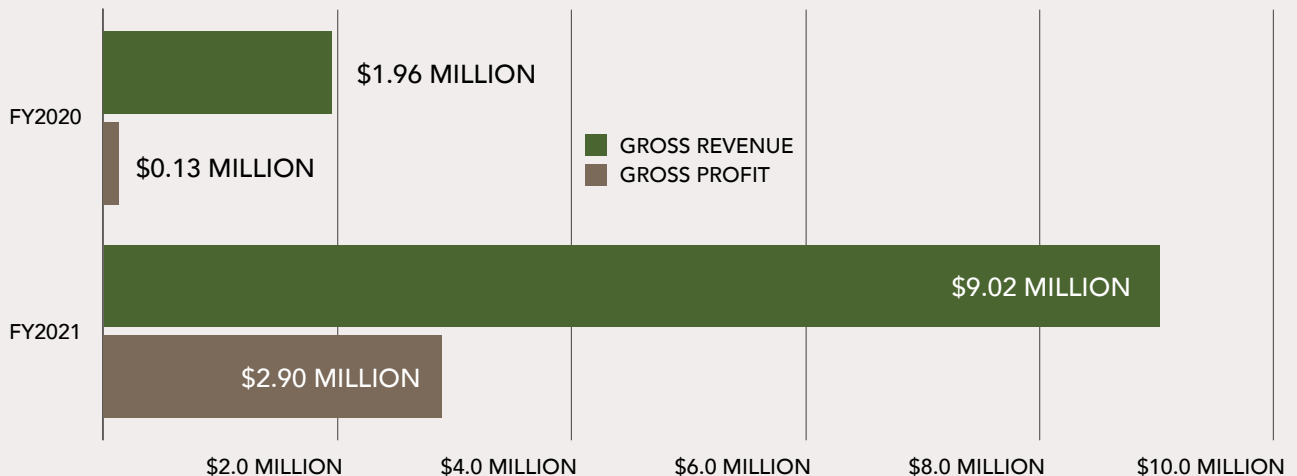 $1.96 MILLION
FY2020
GROSS REVENUE
$0.13 MILLION
GROSS PROFIT
$9.02 MILLION
FY2021
$2.90 MILLION
$2.0 MILLION $4.0 MILLION $6.0 MILLION $8.0 MILLION $10.0 MILLION